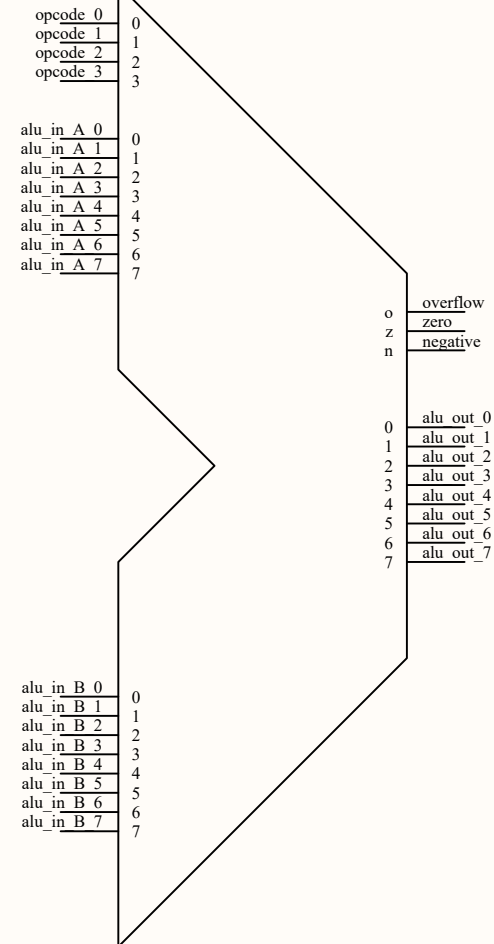 opcode_0 0
opcode_1 1
opcode_2 2
opcode_3 3
alu_in_A_0 0
alu_in_A_1 1
alu_in_A_2 2
alu_in_A_3 3
alu_in_A_4 4
alu_in_A_5 5
alu_in_A_6 6
alu_in_A_7 7
o overflow
z zero
n negative
0 alu_out_0
1 alu_out_1
2 alu_out_2
3 alu_out_3
4 alu_out_4
5 alu_out_5
6 alu_out_6
7 alu_out_7
alu_in_B_0 0
alu_in_B_1 1
alu_in_B_2 2
alu_in_B_3 3
alu_in_B_4 4
alu_in_B_5 5
alu_in_B_6 6
alu_in_B_7 7